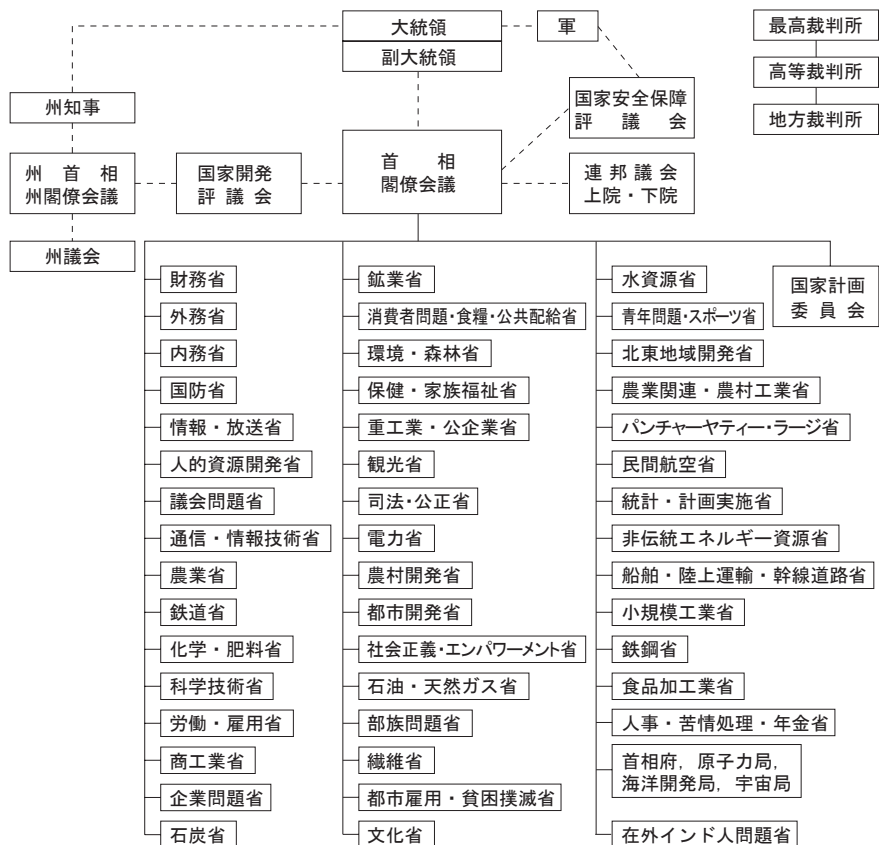 大統領
副大統領
軍
最高裁判所
高等裁判所
地方裁判所
国家安全保障
評議会
州知事
州首相
州閣僚会議
国家開発
評議会
首相
閣僚会議
連邦議会
上院・下院
州議会
財務省
外務省
内務省
国防省
情報・放送省
人的資源開発省
議会問題省
通信・情報技術省
農業省
鉄道省
化学・肥料省
科学技術省
労働・雇用省
商工業省
企業問題省
石炭省
鉱業省
消費者問題・食糧・公共配給省
環境・森林省
保健・家族福祉省
重工業・公企業省
観光省
司法・公正省
電力省
農村開発省
都市開発省
社会正義・エンパワーメント省
石油・天然ガス省
部族問題省
繊維省
都市雇用・貧困撲滅省
文化省
水資源省
青年問題・スポーツ省
北東地域開発省
農業関連・農村工業省
パンチャーヤティー・ラージ省
民間航空省
統計・計画実施省
非伝統エネルギー資源省
船舶・陸上運輸・幹線道路省
小規模工業省
鉄鋼省
食品加工業省
人事・苦情処理・年金省
首相府，原子力局，
海洋開発局，宇宙局
在外インド人問題省
国家計画
委員会